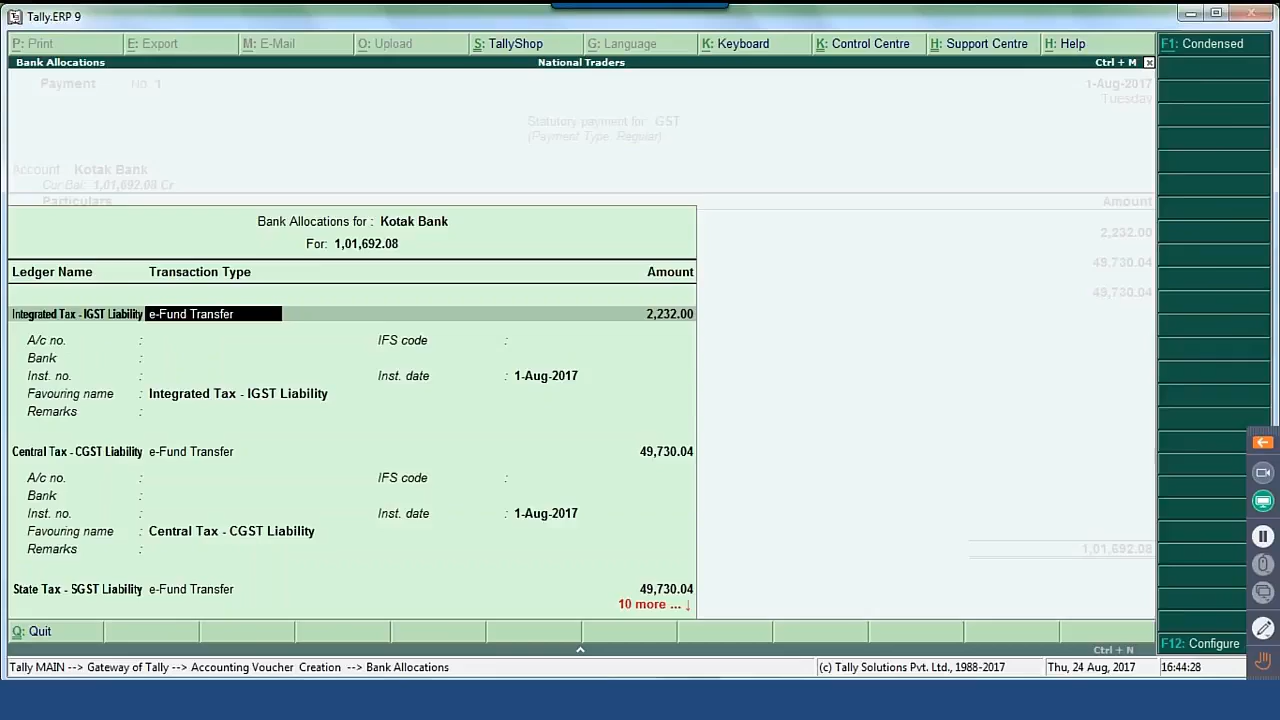 Tally.ERP 9
P: Print E: Export M: E-Mail O: Upload S: TallyShop G: Language K: Keyboard K: Control Centre H: Support Centre H: Help F1: Condensed
Bank Allocations National Traders Ctrl + M
Payment No. 1 1-Aug-2017
Tuesday
Statutory payment for: GST
(Payment Type: Regular)
Account Kotak Bank
Cur Bal: 1,01,692.08 Cr
Particulars Amount
Bank Allocations for : Kotak Bank
2,232.00
For: 1,01,692.08
49,730.04
Ledger Name Transaction Type Amount
49,730.04
Integrated Tax - IGST Liability e-Fund Transfer 2,232.00
A/c no. : IFS code :
Bank :
Inst. no. : Inst. date : 1-Aug-2017
Favouring name : Integrated Tax - IGST Liability
Remarks :
Central Tax - CGST Liability e-Fund Transfer 49,730.04
A/c no. : IFS code :
Bank :
Inst. no. : Inst. date : 1-Aug-2017
Favouring name : Central Tax - CGST Liability
Remarks :
1,01,692.08
State Tax - SGST Liability e-Fund Transfer 49,730.04
10 more ... ↓
Q: Quit
F12: Configure
Ctrl + N
Tally MAIN --> Gateway of Tally --> Accounting Voucher Creation --> Bank Allocations (c) Tally Solutions Pvt. Ltd., 1988-2017 Thu, 24 Aug, 2017 16:44:28